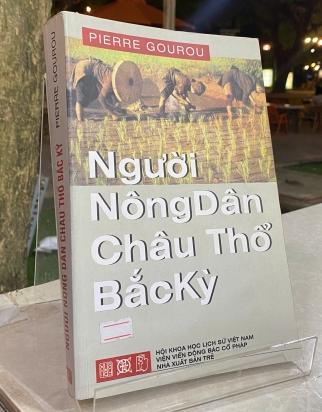 PIERRE GOUROU
Người
NôngDân
Châu Thổ
BắcKỳ
HỘI KHOA HỌC LỊCH SỬ VIỆT NAM
VIỆN VIỄN ĐÔNG BÁC CỔ PHÁP
NHÀ XUẤT BẢN TRẺ
NGƯỜI NÔNG DÂN CHÂU THỔ BẮC KỲ
PIERRE GOUROU